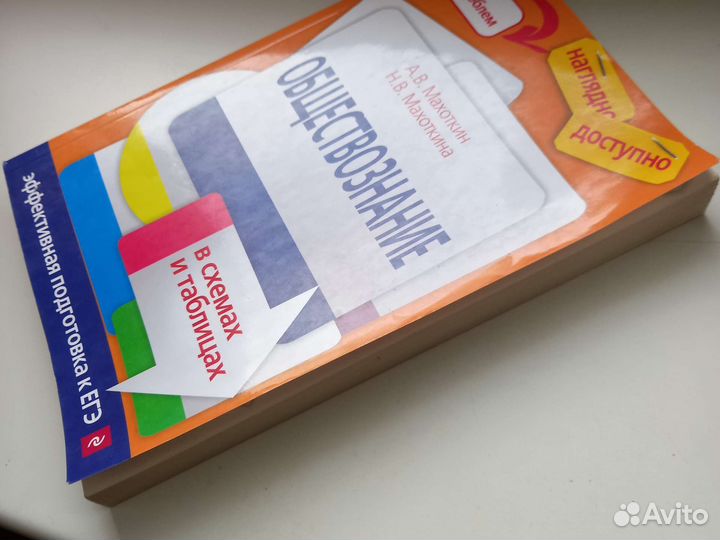 наглядно
доступно
А.В. Махоткин
Н.В. Махоткина
ОБЩЕСТВОЗНАНИЕ
в схемах
и таблицах
эффективная подготовка к ЕГЭ
Avito